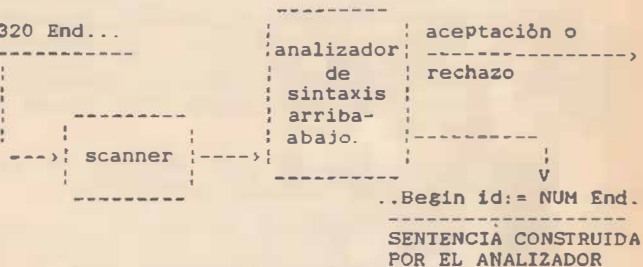 320 End...
aceptación o
analizador
rechazo
de
sintaxis
arriba-
abajo.
scanner
..Begin id:= NUM End.
SENTENCIA CONSTRUIDA
POR EL ANALIZADOR